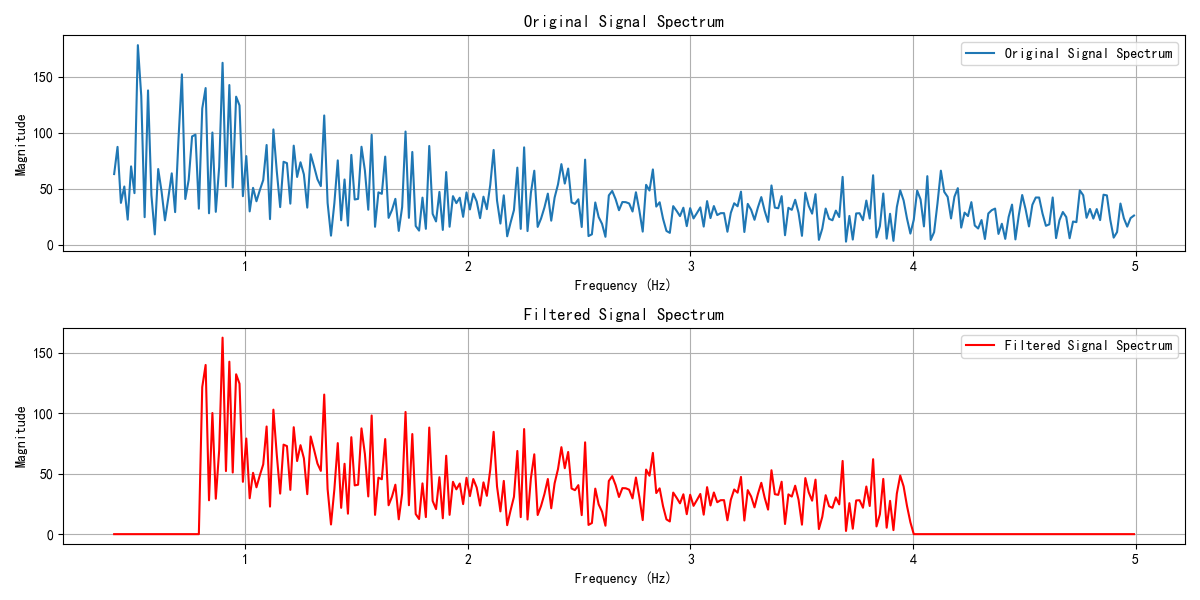 Original Signal Spectrum
Original Signal Spectrum
Magnitude
150
100
50
0
1
2
3
4
5
Frequency (Hz)
Filtered Signal Spectrum
Filtered Signal Spectrum
Magnitude
150
100
50
0
1
2
3
4
5
Frequency (Hz)